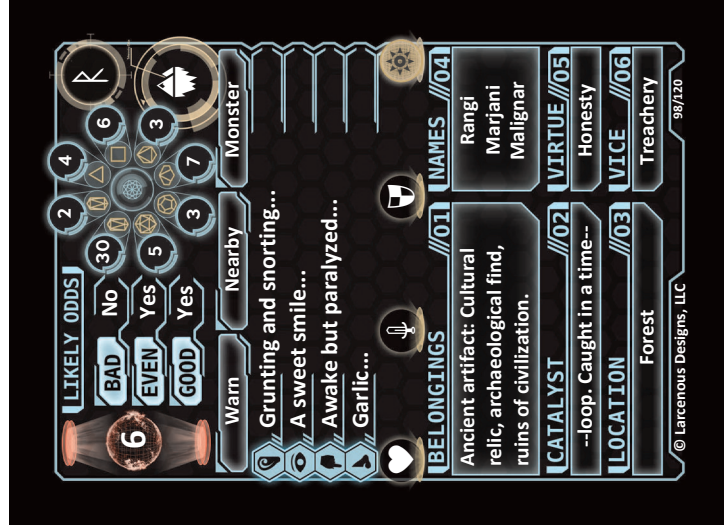 LIKELY ODDS
BAD No
EVEN Yes
GOOD Yes
6
30
2
4
6
5
3
7
3
ᚱ
Warn Nearby Monster
Grunting and snorting...
A sweet smile...
Awake but paralyzed...
Garlic...
BELONGINGS //01
Ancient artifact: Cultural
relic, archaeological find,
ruins of civilization.
NAMES //04
Rangi
Marjani
Malignar
CATALYST //02
--loop. Caught in a time--
VIRTUE //05
Honesty
LOCATION //03
Forest
VICE //06
Treachery
© Larcenous Designs, LLC
98/120